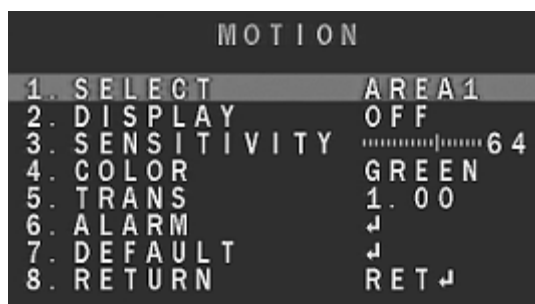 MOTION
1. SELECT AREA1
2. DISPLAY OFF
3. SENSITIVITY 64
4. COLOR GREEN
5. TRANS 1.00
6. ALARM ↲
7. DEFAULT ↲
8. RETURN RET↲